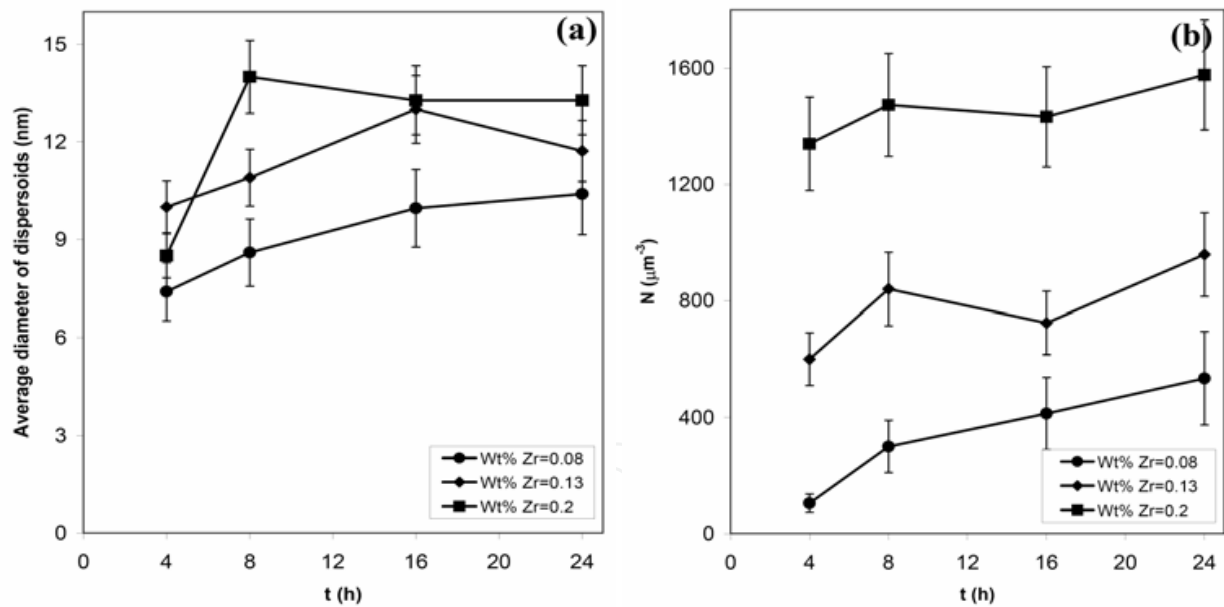 (a)
15
12
9
6
3
0
Average diameter of dispersoids (nm)
Wt% Zr=0.08
Wt% Zr=0.13
Wt% Zr=0.2
0 4 8 12 16 20 24
t (h)
(b)
1600
1200
800
400
0
N (μm⁻³)
Wt% Zr=0.08
Wt% Zr=0.13
Wt% Zr=0.2
0 4 8 12 16 20 24
t (h)